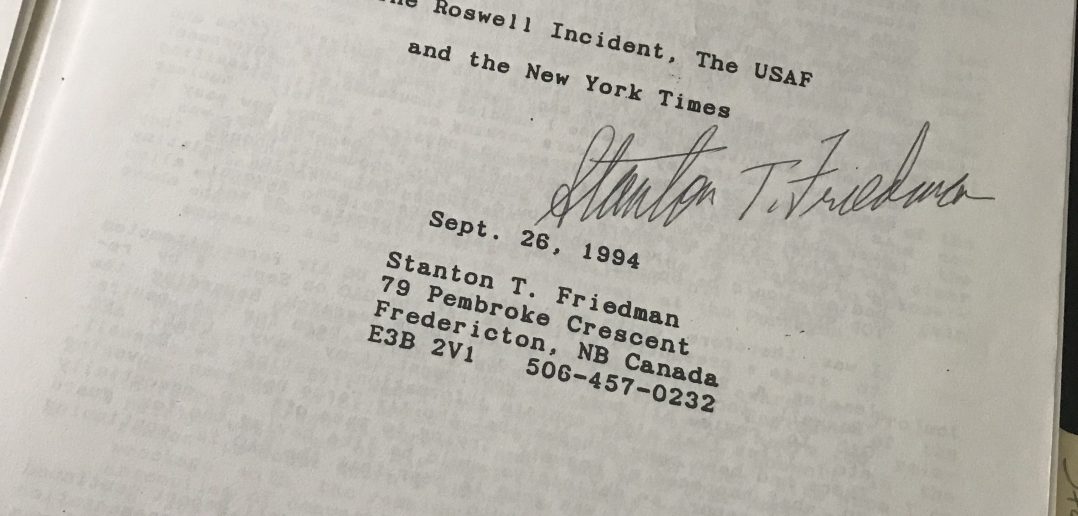 Roswell Incident, The USAF
and the New York Times
Stanton T. Friedman
Sept. 26, 1994
Stanton T. Friedman
79 Pembroke Crescent
Fredericton, NB Canada
E3B 2V1 506-457-0232